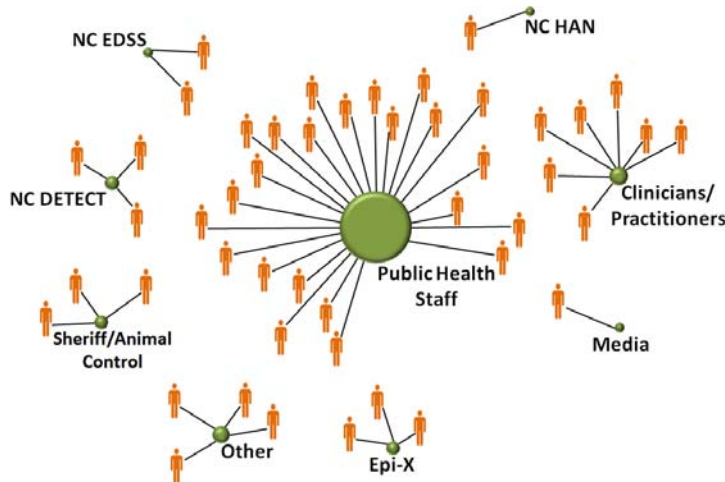 NC EDSS
NC HAN
NC DETECT
Clinicians/
Practitioners
Public Health
Staff
Sheriff/Animal
Control
Media
Other
Epi-X